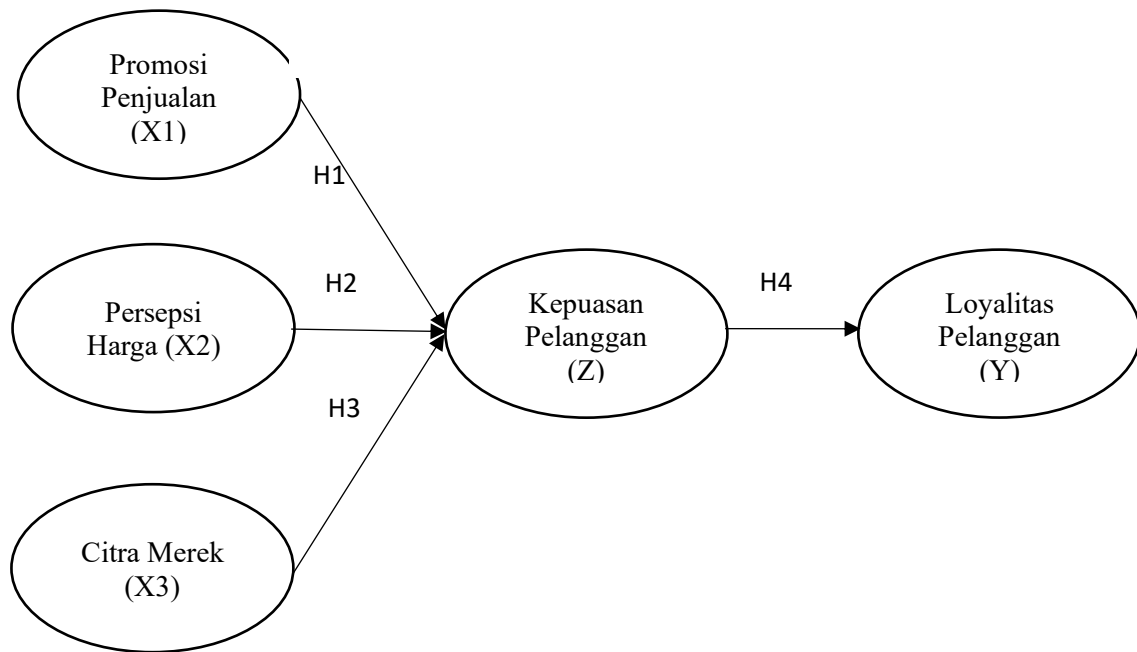 Promosi
Penjualan
(X1)
H1
Persepsi
Harga (X2)
H2
Kepuasan
Pelanggan
(Z)
H4
Loyalitas
Pelanggan
(Y)
H3
Citra Merek
(X3)